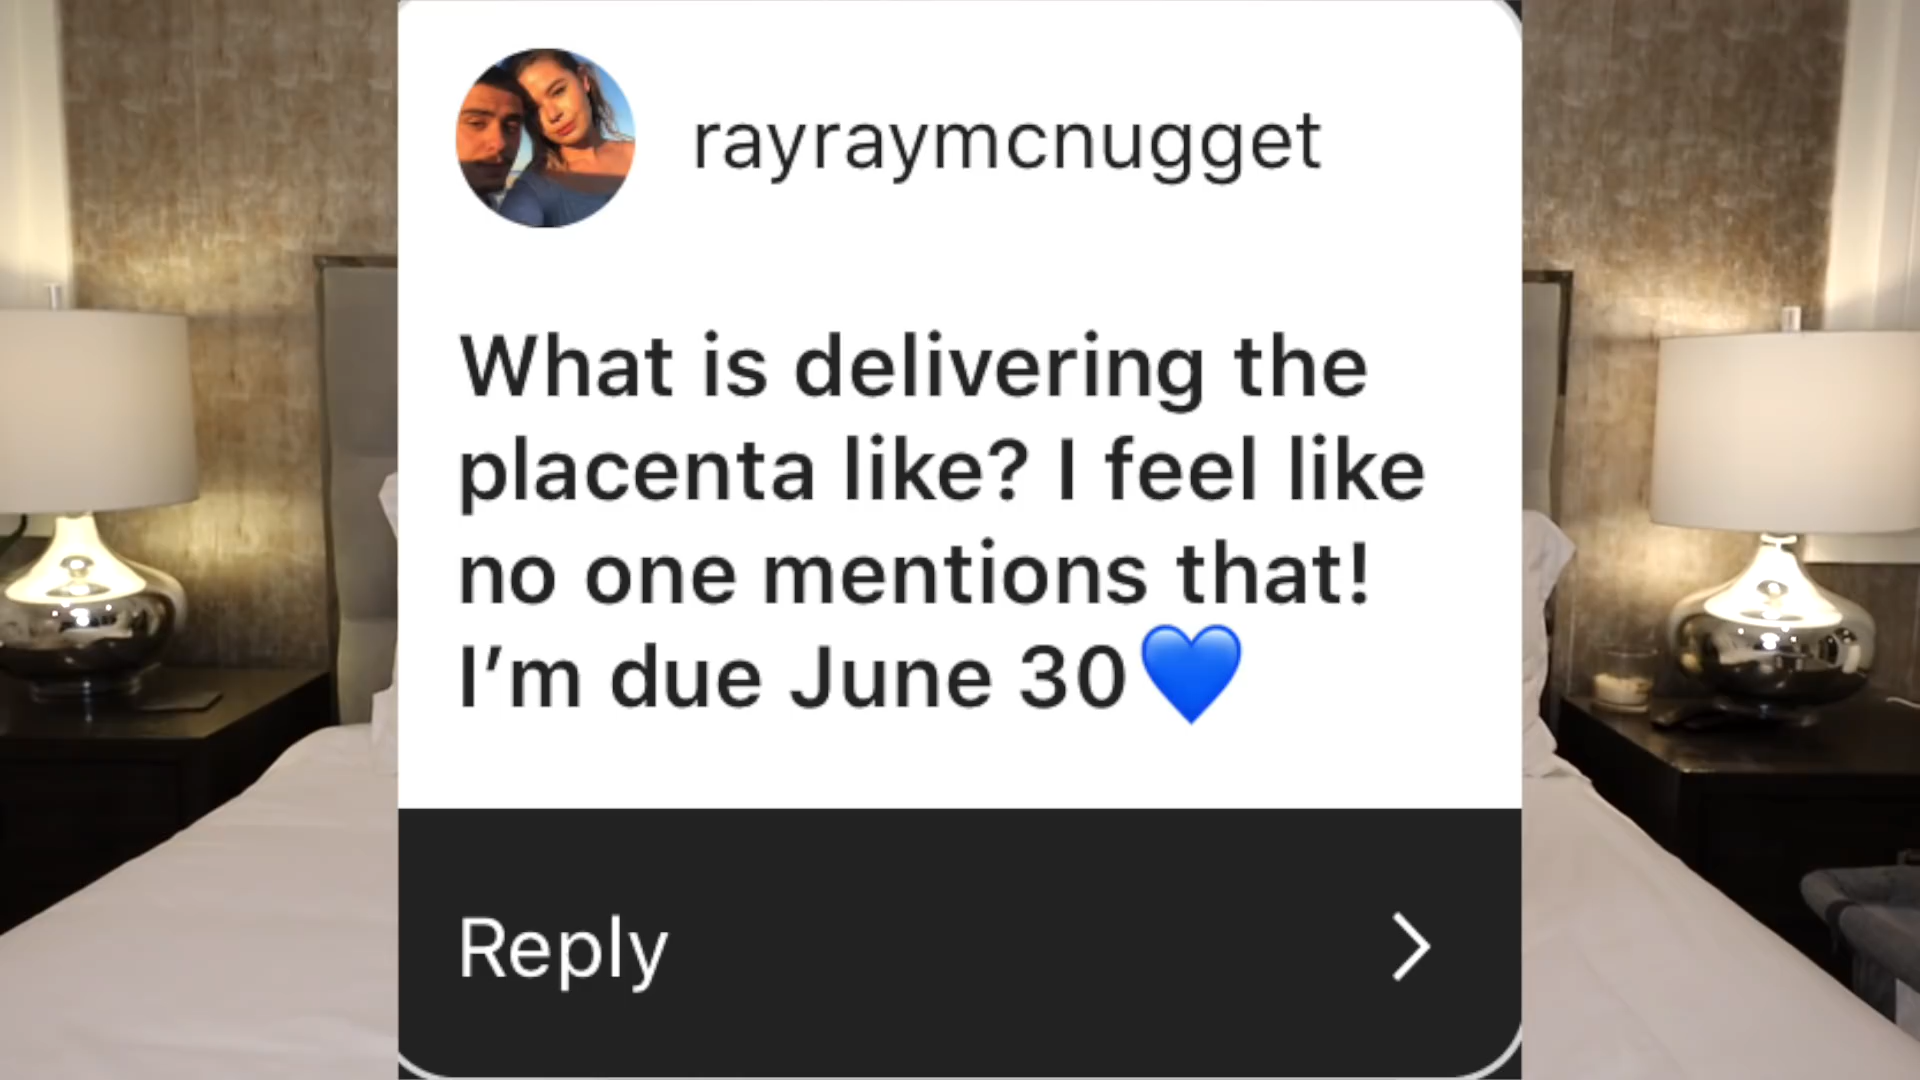 rayraymcnugget
What is delivering the
placenta like? I feel like
no one mentions that!
I’m due June 30💙
Reply